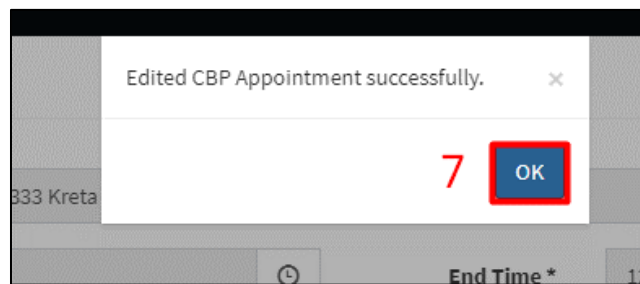 Edited CBP Appointment successfully. ×
7 OK
333 Kreta
End Time *